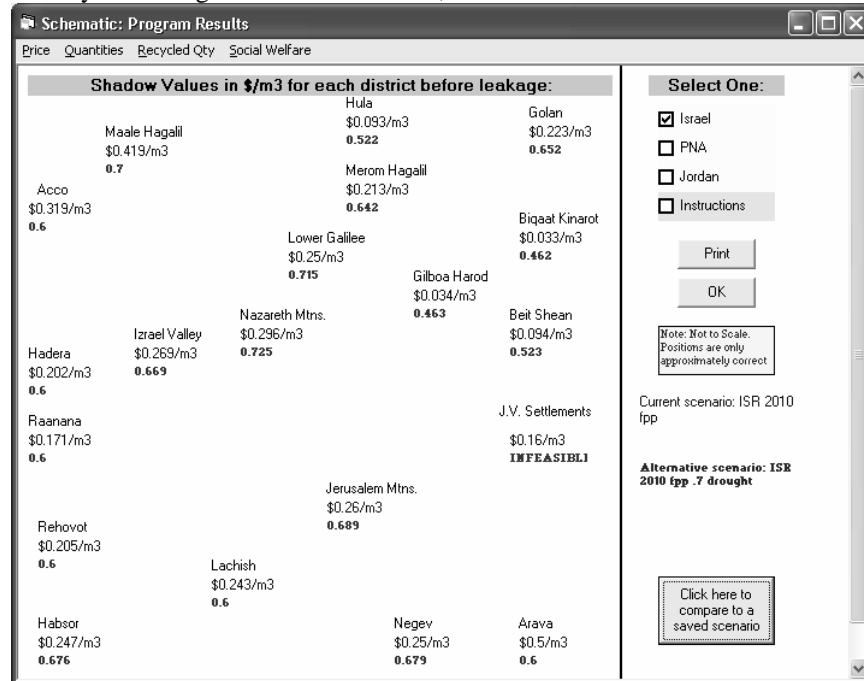 Schematic: Program Results
Price Quantities Recycled Qty Social Welfare
Shadow Values in $/m3 for each district before leakage:
Hula
$0.093/m3
0.522
Golan
$0.223/m3
0.652
Maale Hagalil
$0.419/m3
0.7
Merom Hagalil
$0.213/m3
0.642
Acco
$0.319/m3
0.6
Biqaat Kinarot
$0.033/m3
0.462
Lower Galilee
$0.25/m3
0.715
Gilboa Harod
$0.034/m3
0.463
Nazareth Mtns.
$0.296/m3
0.725
Beit Shean
$0.094/m3
0.523
Izrael Valley
$0.269/m3
0.669
Hadera
$0.202/m3
0.6
Raanana
$0.171/m3
0.6
J.V. Settlements
$0.16/m3
INFEASIBL]
Jerusalem Mtns.
$0.26/m3
0.689
Rehovot
$0.205/m3
0.6
Lachish
$0.243/m3
0.6
Habsor
$0.247/m3
0.676
Negev
$0.25/m3
0.679
Arava
$0.5/m3
0.6
Select One:
Israel
PNA
Jordan
Instructions
Print
OK
Note: Not to Scale.
Positions are only
approximately correct
Current scenario: ISR 2010
fpp
Alternative scenario: ISR
2010 fpp .7 drought
Click here to
compare to a
saved scenario